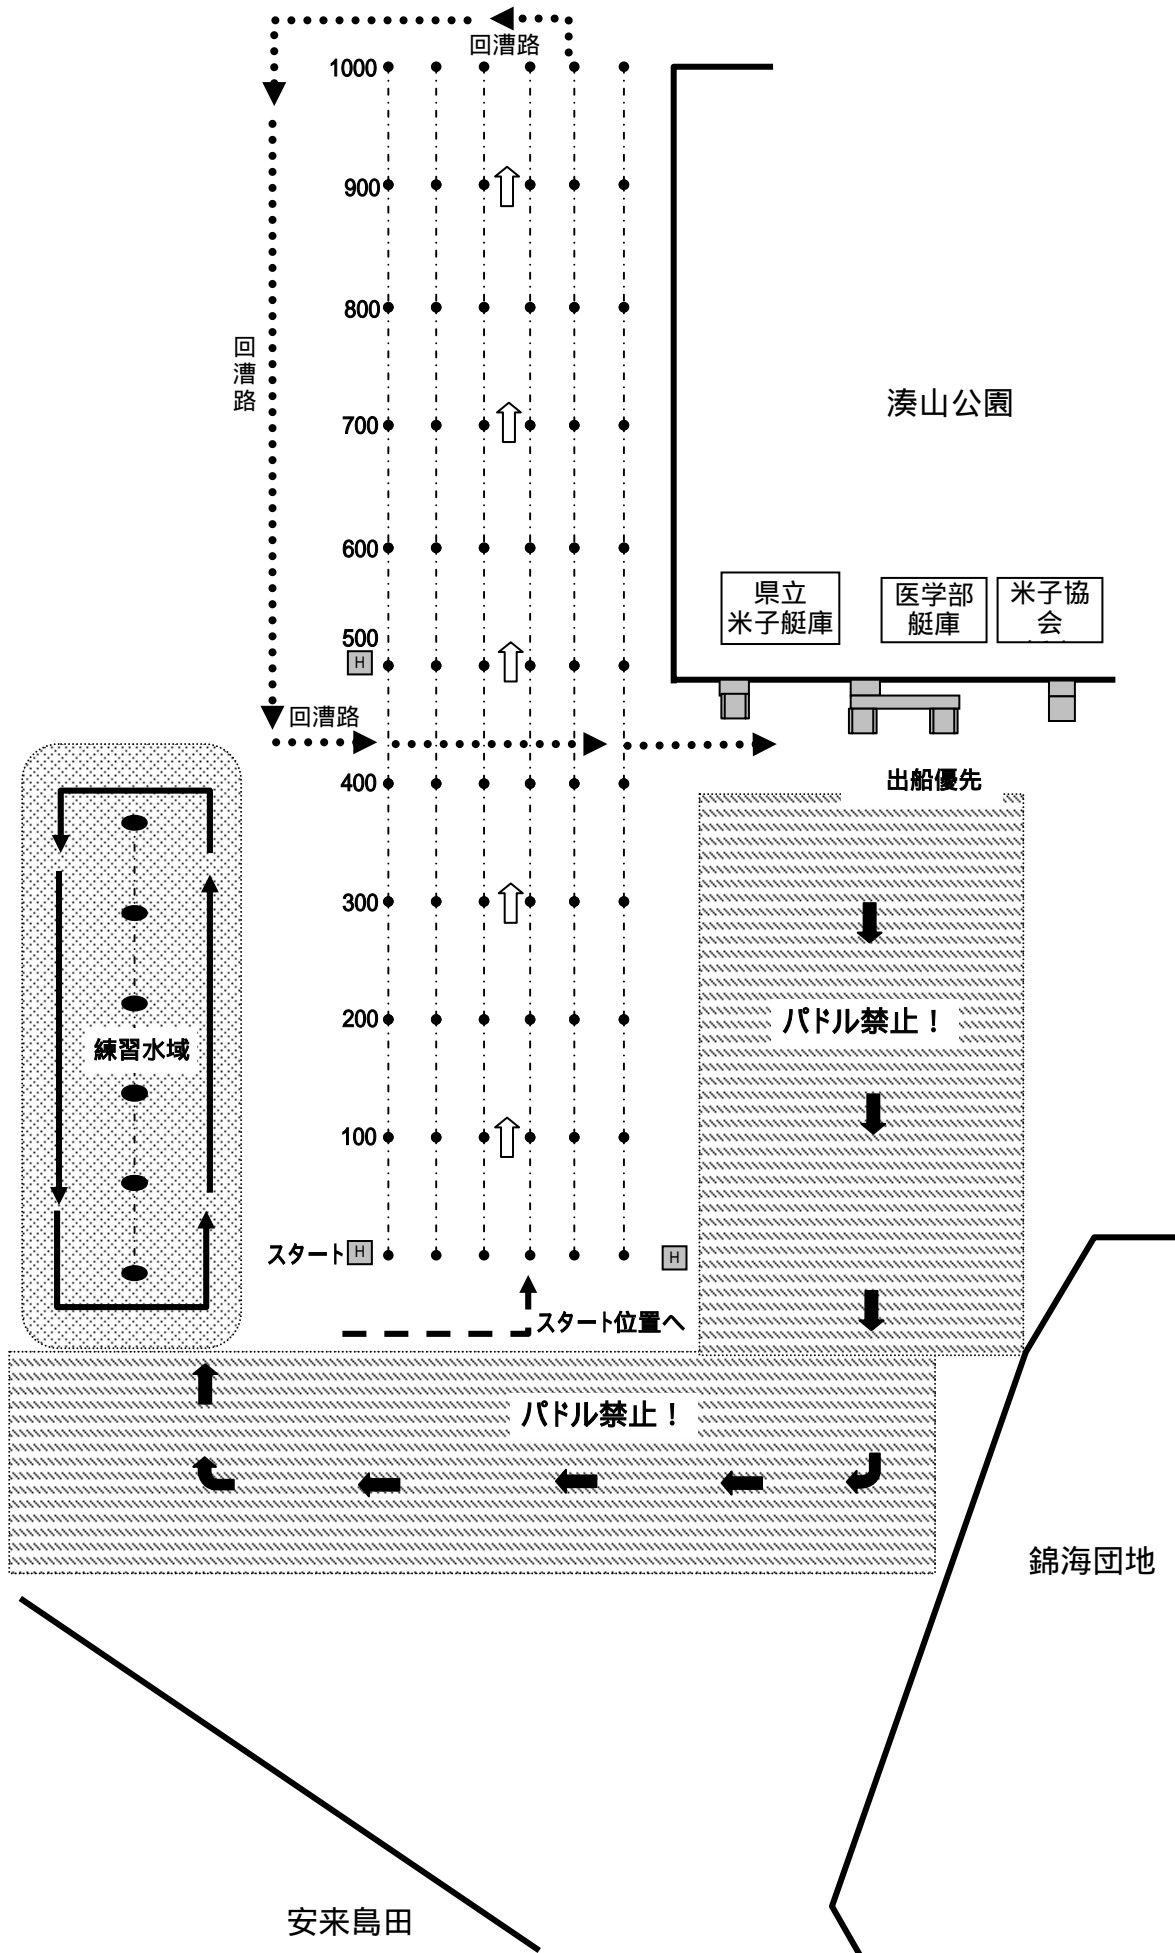 回漕路
1000
900
800
回漕路
湊山公園
700
600
県立
米子艇庫
医学部
艇庫
米子協
会
500
H
回漕路
出船優先
400
300
200
パドル禁止！
練習水域
100
スタート
H
H
スタート位置へ
パドル禁止！
錦海団地
安来島田